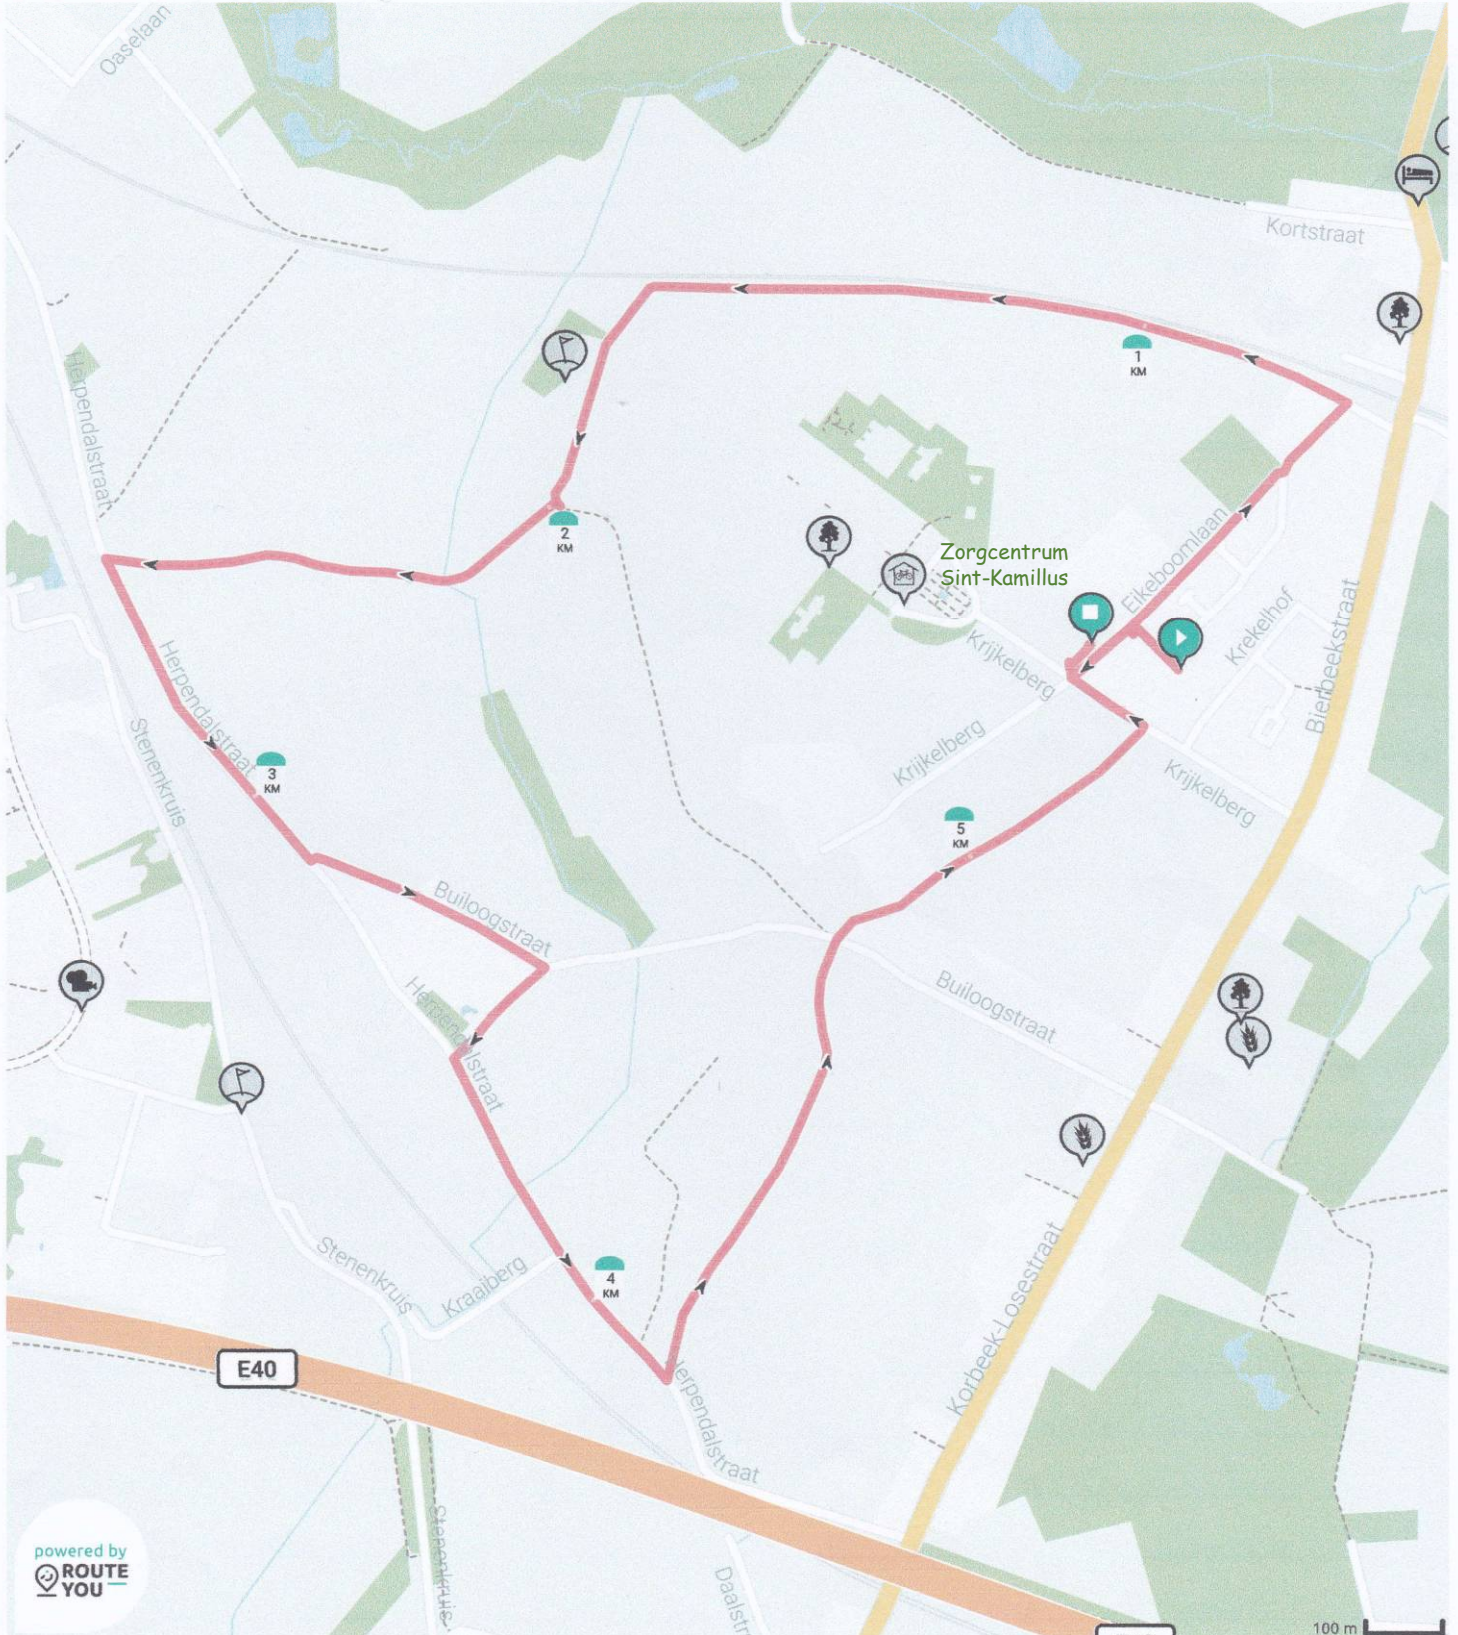 Oaselaan
Kortstraat
1
KM
Herpendalstraat
2
KM
Zorgcentrum
Sint-Kamillus
Eikeboomlaan
Krekelhof
Bierbeekstraat
Krijkelberg
Herpendalstraat
Stenenkruis
3
KM
Krijkelberg
Krijkelberg
5
KM
Builoogstraat
Herpendalstraat
Builoogstraat
Stenenkruis
Kraaiberg
4
KM
Korbeek-Losestraat
E40
Herpendalstraat
Stenenkruis
Daalstr
powered by
ROUTE
YOU
100 m